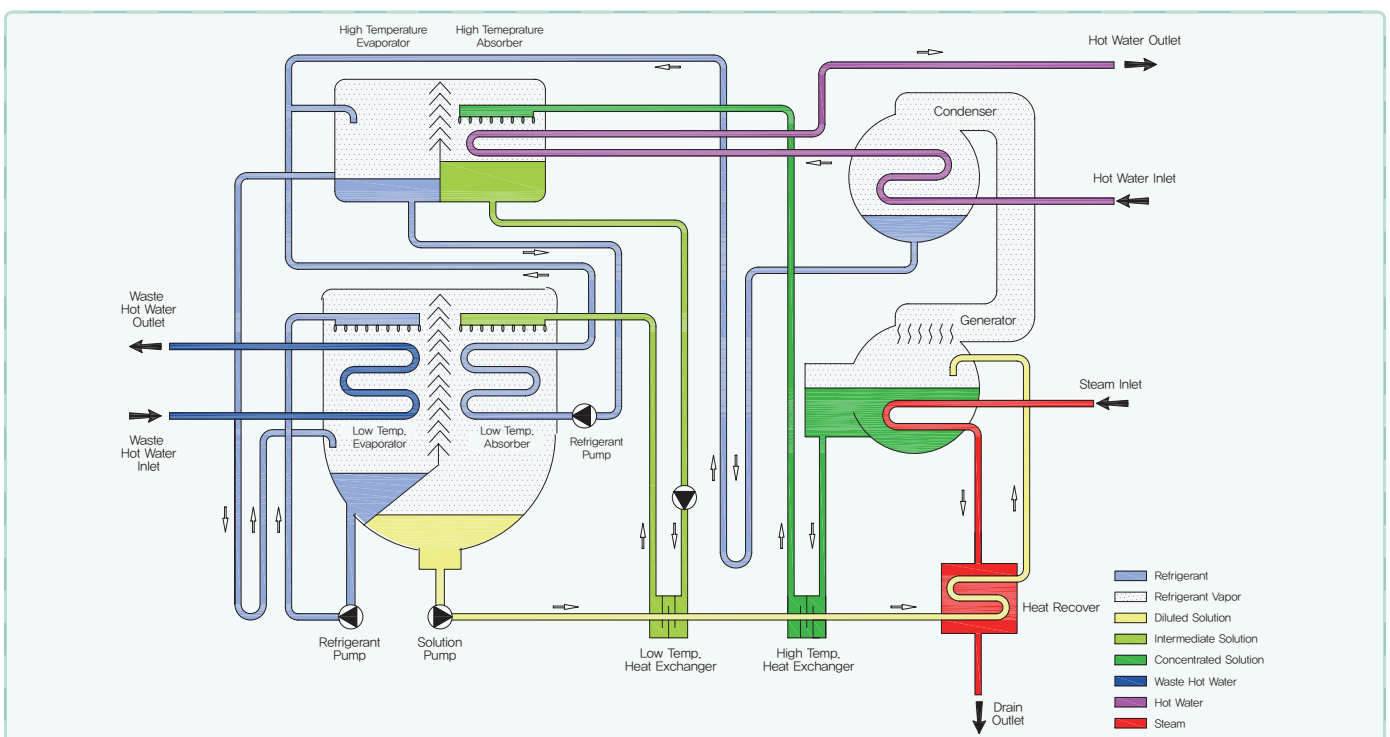 High Temperature
Evaporator
High Temeprature
Absorber
Hot Water Outlet
Condenser
Hot Water Inlet
Waste
Hot Water
Outlet
Generator
Steam Inlet
Low Temp.
Evaporator
Low Temp.
Absorber
Refrigerant
Pump
Waste
Hot Water
Inlet
Heat Recover
Refrigerant
Pump
Solution
Pump
Low Temp.
Heat Exchanger
High Temp.
Heat Exchanger
Drain
Outlet
Refrigerant
Refrigerant Vapor
Diluted Solution
Intermediate Solution
Concentrated Solution
Waste Hot Water
Hot Water
Steam